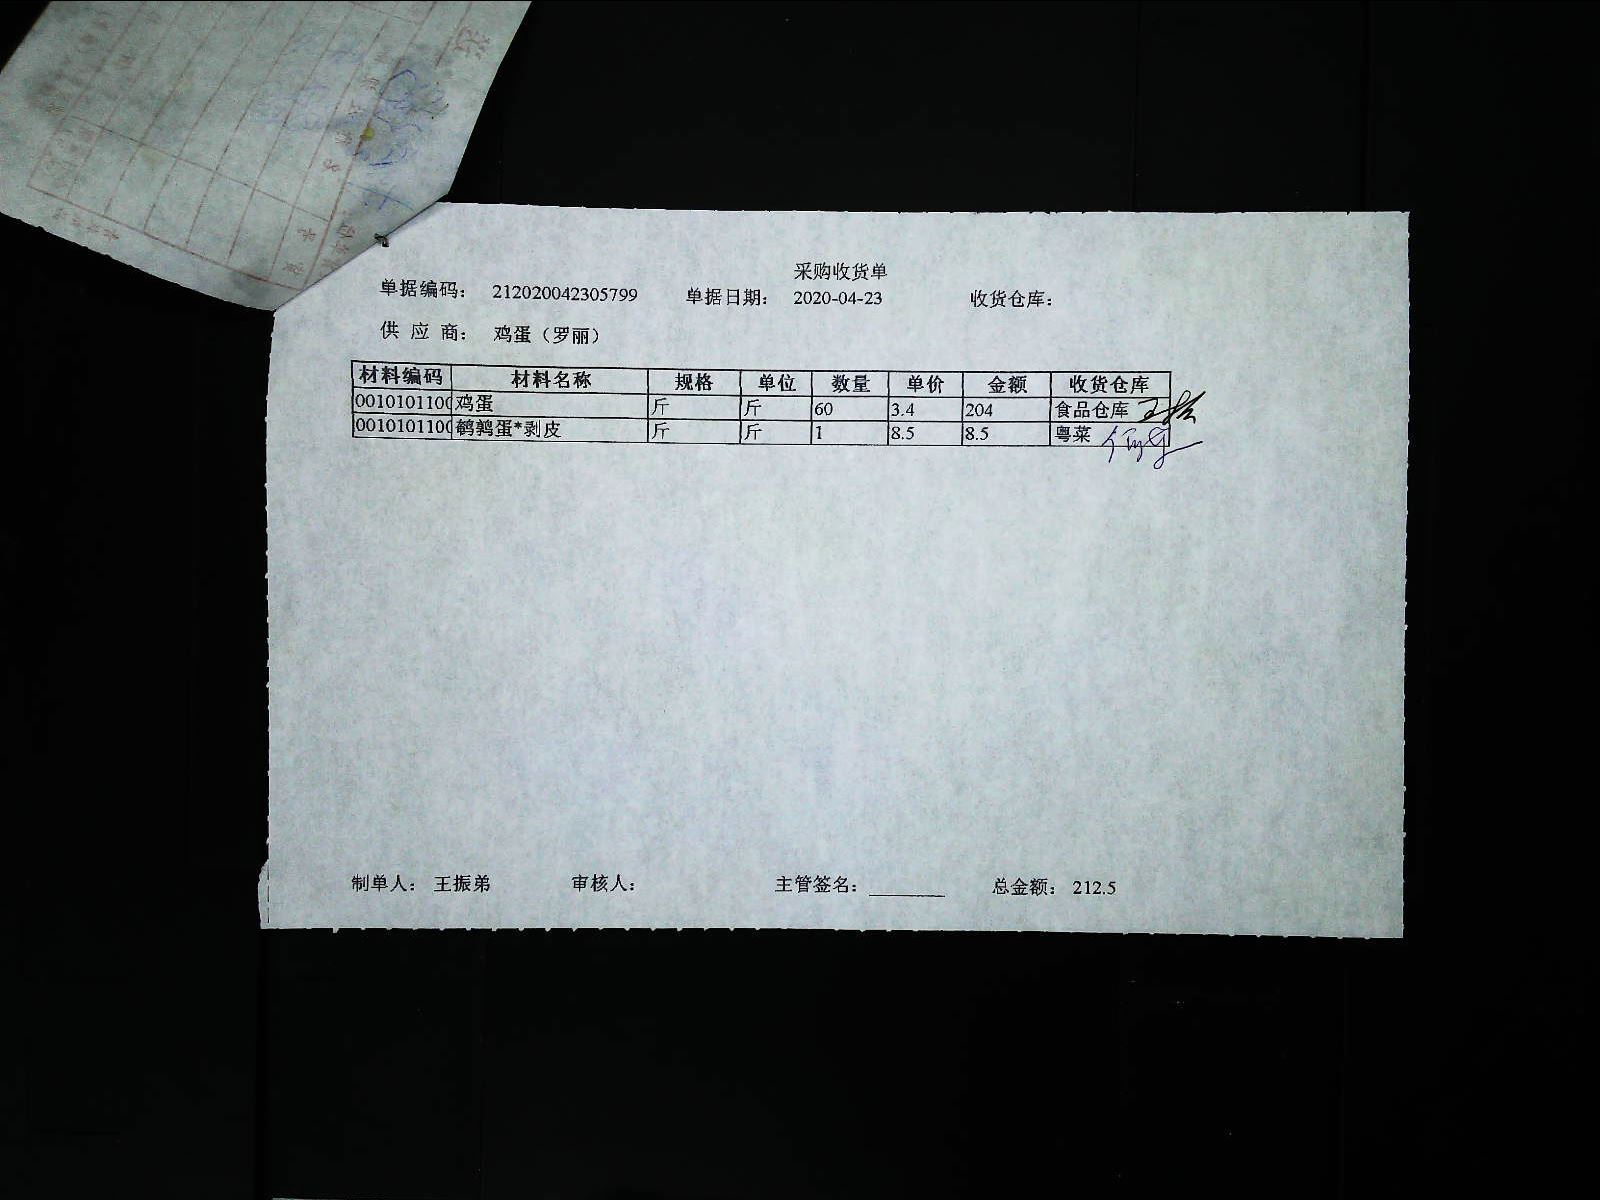 采购收货单
单据编码： 212020042305799 单据日期： 2020-04-23 收货仓库：
供 应 商： 鸡蛋（罗丽）
材料编码 材料名称 规格 单位 数量 单价 金额 收货仓库
0010101100 鸡蛋 斤 斤 60 3.4 204 食品仓库
0010101100 鹌鹑蛋*剥皮 斤 斤 1 8.5 8.5 粤菜
制单人： 王振弟 审核人： 主管签名： 总金额： 212.5